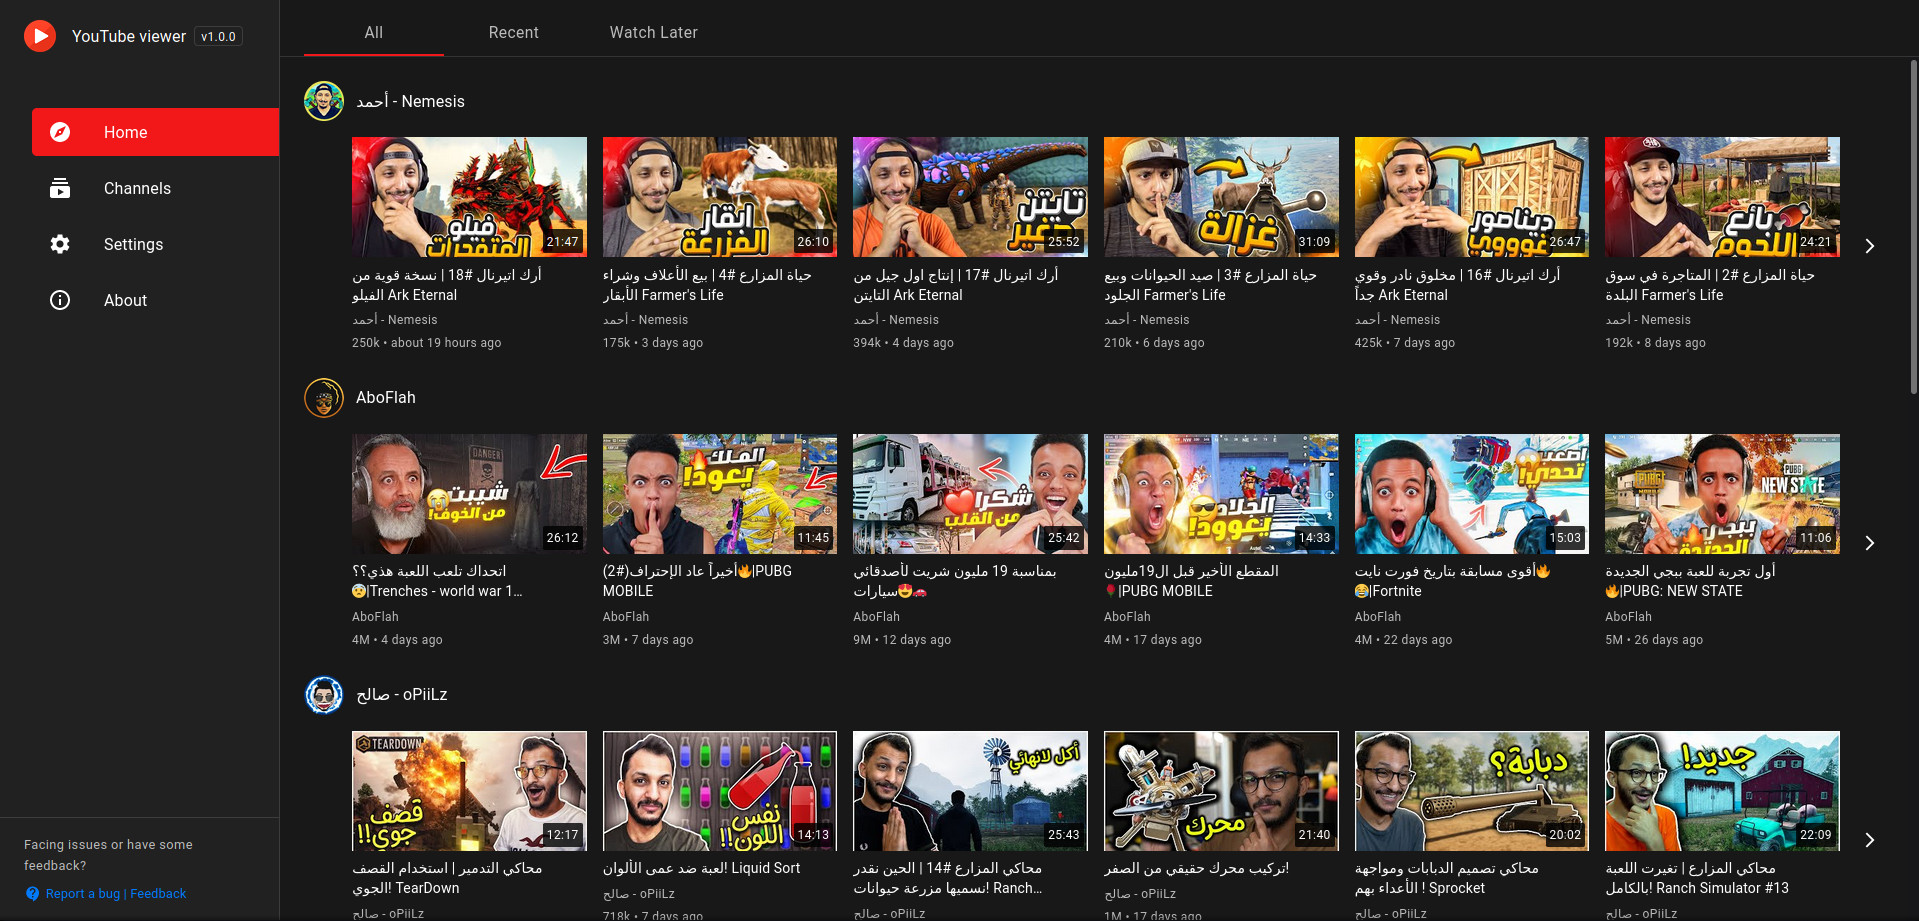 YouTube viewer v1.0.0
Home
Channels
Settings
About
Facing issues or have some
feedback?
Report a bug | Feedback
All Recent Watch Later
أحمد - Nemesis
فيلو
المتفحات
21:47
أرك اتيرنال #18 | نسخة قوية من
الفيلو Ark Eternal
أحمد - Nemesis
250k • about 19 hours ago
ابقار
المزرعة
26:10
حياة المزارع #4 | بيع الأعلاف وشراء
الأبقار Farmer's Life
أحمد - Nemesis
175k • 3 days ago
تايتن
صغير
25:52
أرك اتيرنال #17 | إنتاج اول جيل من
التايتن Ark Eternal
أحمد - Nemesis
394k • 4 days ago
غزالة
31:09
حياة المزارع #3 | صيد الحيوانات وبيع
الجلود Farmer's Life
أحمد - Nemesis
210k • 6 days ago
ديناصور
26:47
أرك اتيرنال #16 | مخلوق نادر وقوي
جداً Ark Eternal
أحمد - Nemesis
425k • 7 days ago
بائع
اللحوم
24:21
حياة المزارع #2 | المتاجرة في سوق
البلدة Farmer's Life
أحمد - Nemesis
192k • 8 days ago
AboFlah
DANGER
شيبت
من الخوف!
26:12
اتحداك تلعب اللعبة هذي؟؟
😨|Trenches - world war 1…
AboFlah
4M • 4 days ago
الملك
يعود!
11:45
أخيراً عاد الإحتراف(#2)🔥|PUBG
MOBILE
AboFlah
3M • 7 days ago
شكرا
من القلب
25:42
بمناسبة 19 مليون شريت لأصدقائي
سيارات😍🚗
AboFlah
9M • 12 days ago
الجلاد
يعوود!
14:33
المقطع الأخير قبل ال19مليون
🌹|PUBG MOBILE
AboFlah
4M • 17 days ago
اصعب
تحدي!
15:03
أقوى مسابقة بتاريخ فورت نايت🔥
😂|Fortnite
AboFlah
4M • 22 days ago
PUBG
PUBG
NEW STATE
ببجي
الجديدة
11:06
أول تجربة للعبة ببجي الجديدة
🔥|PUBG: NEW STATE
AboFlah
5M • 26 days ago
صالح - oPiiLz
TEARDOWN
قصف
جوي!!
12:17
محاكي التدمير | استخدام القصف
الجوي! TearDown
صالح - oPiiLz
نفس
اللون!!
14:13
لعبة ضد عمى الألوان! Liquid Sort
صالح - oPiiLz
718k • 7 days ago
أكل لانهائي
25:43
محاكي المزارع #14 | الحين نقدر
نسميها مزرعة حيوانات! Ranch…
صالح - oPiiLz
محرك
21:40
تركيب محرك حقيقي من الصفر!
صالح - oPiiLz
1M • 17 days ago
دبابة؟
20:02
محاكي تصميم الدبابات ومواجهة
الأعداء بهم ! Sprocket
صالح - oPiiLz
جديد!
22:09
محاكي المزارع | تغيرت اللعبة
بالكامل! Ranch Simulator #13
صالح - oPiiLz